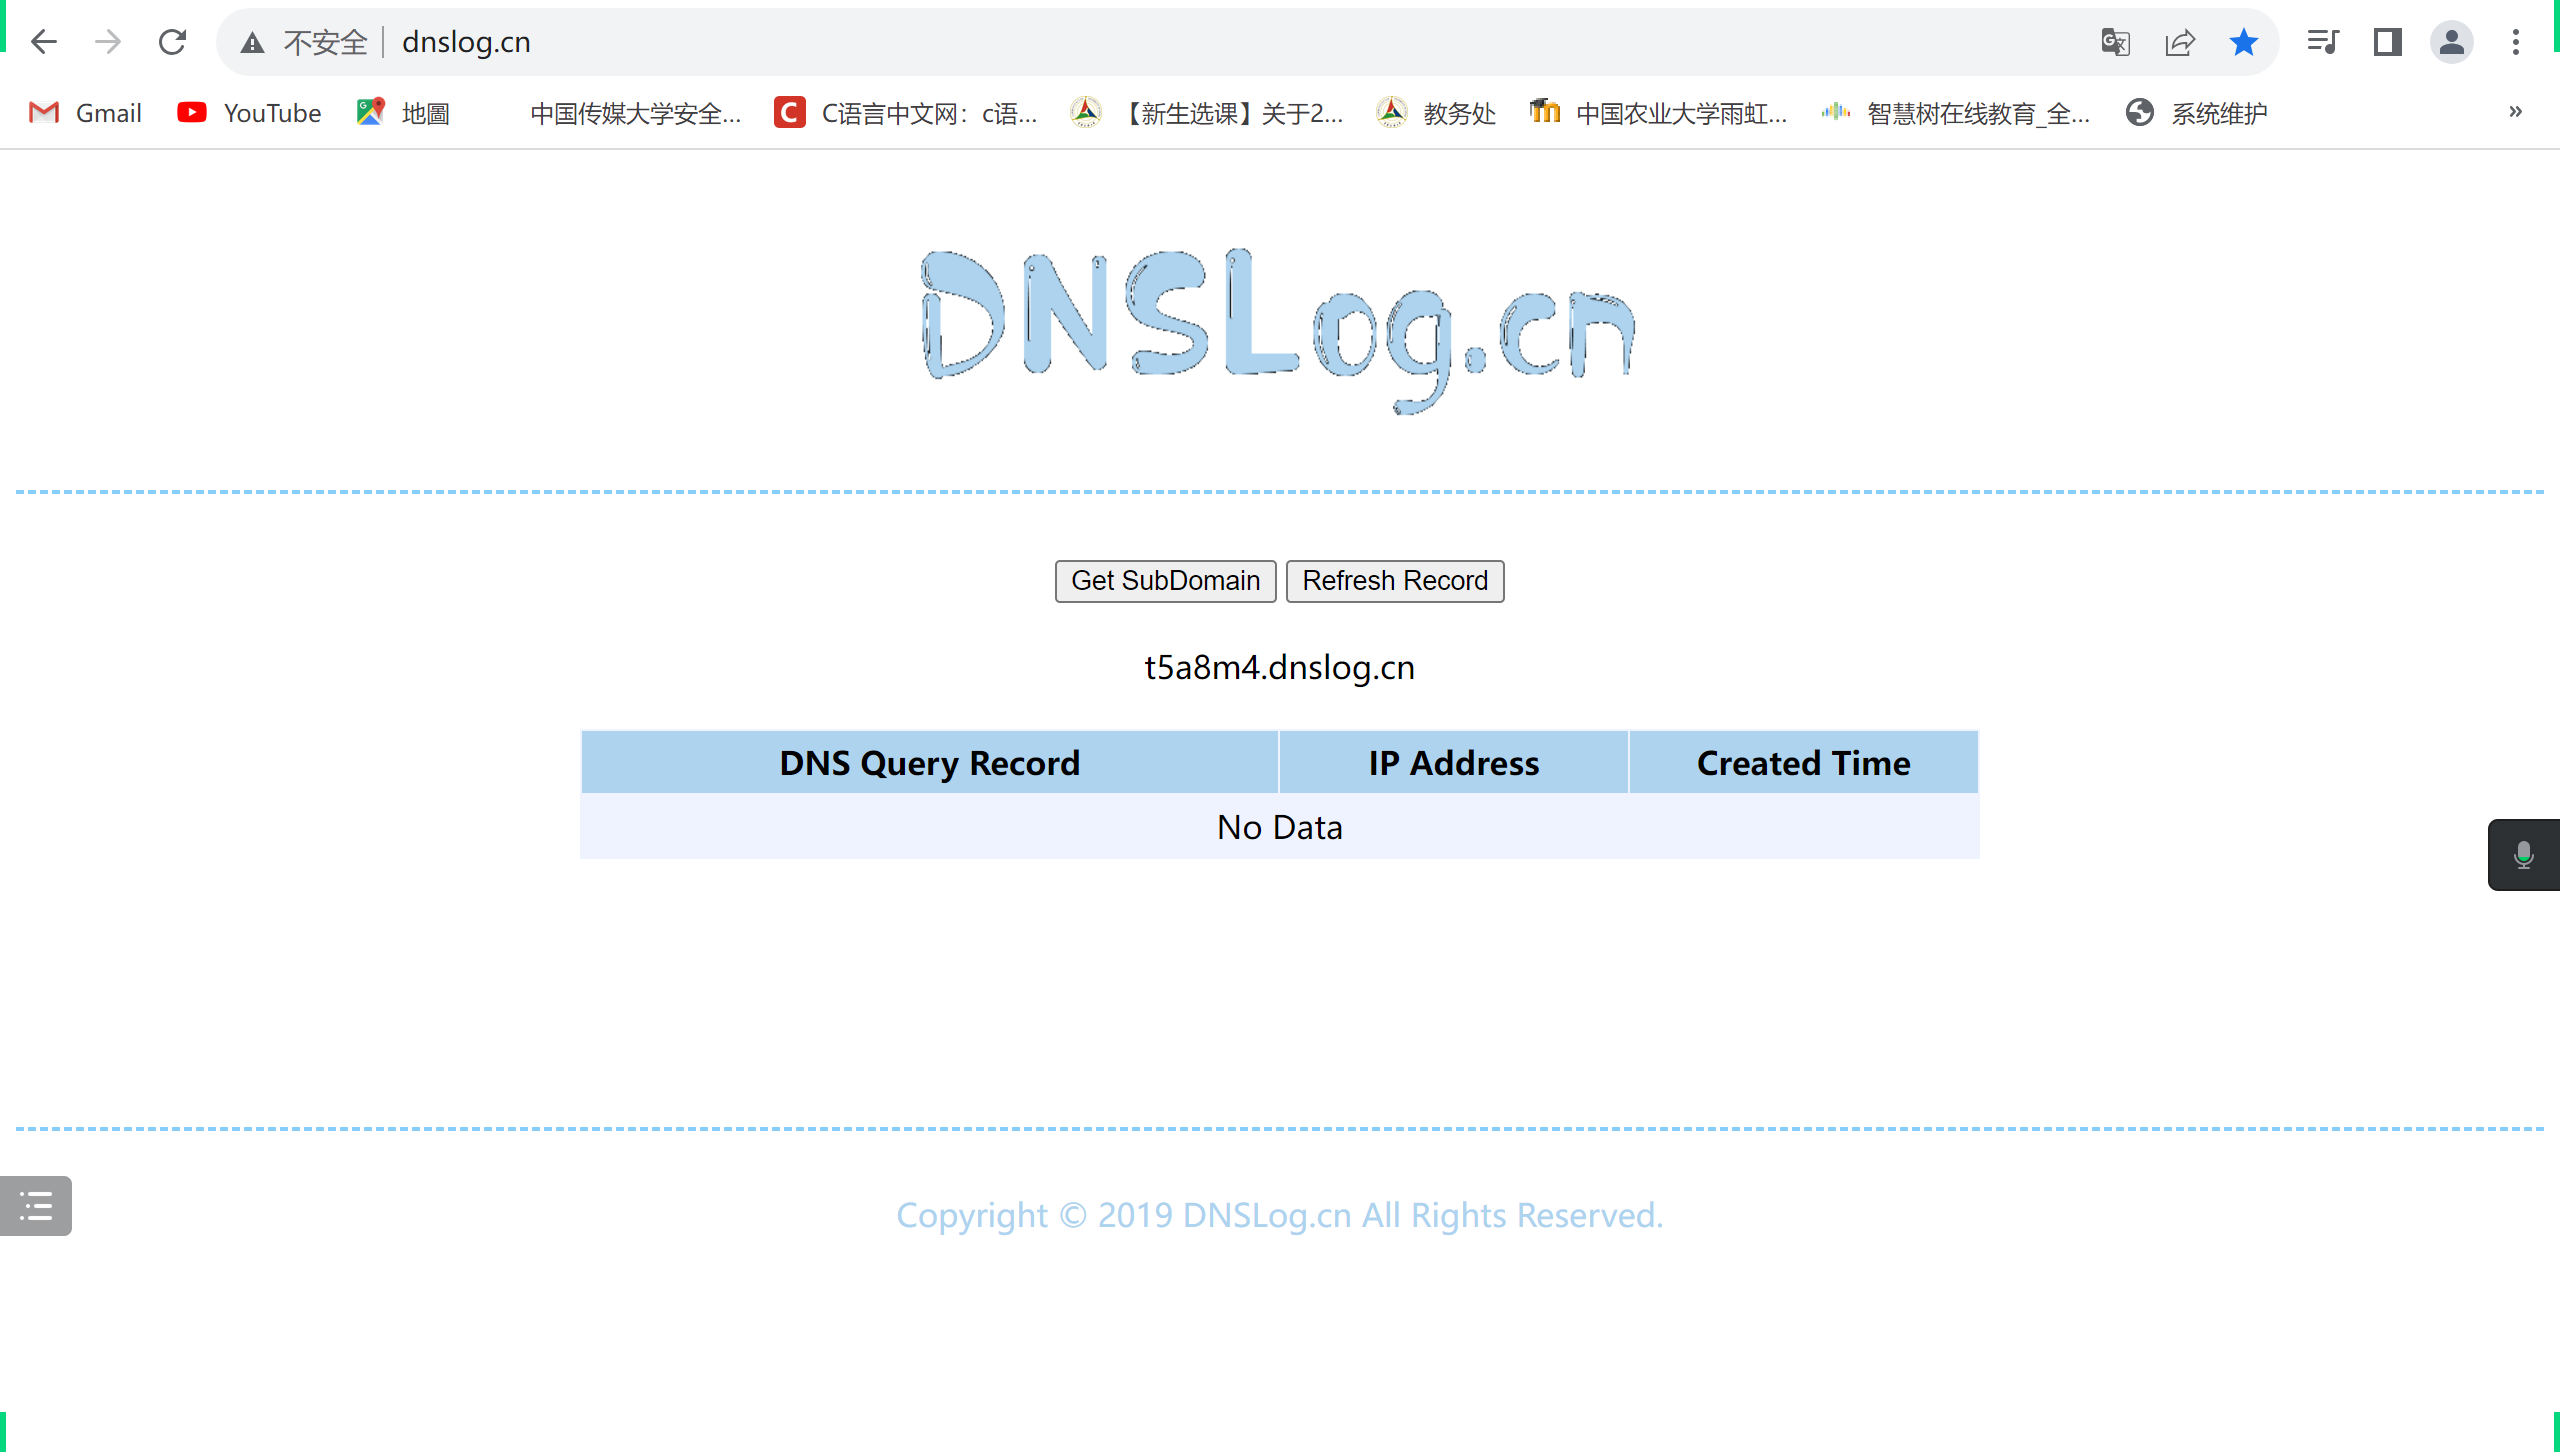 不安全 dnslog.cn
Gmail YouTube 地圖 中国传媒大学安全... C语言中文网：c语... 【新生选课】关于2... 教务处 中国农业大学雨虹... 智慧树在线教育_全... 系统维护 »
DNSLog.cn
Get SubDomain Refresh Record
t5a8m4.dnslog.cn
DNS Query Record IP Address Created Time
No Data
Copyright © 2019 DNSLog.cn All Rights Reserved.